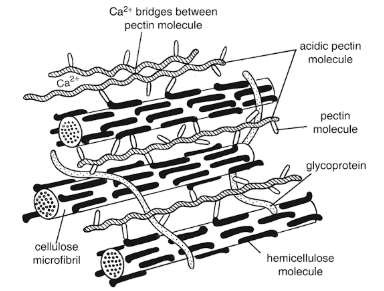 Ca²⁺ bridges between
pectin molecule
acidic pectin
molecule
Ca²⁺
pectin
molecule
glycoprotein
cellulose
microfibril
hemicellulose
molecule